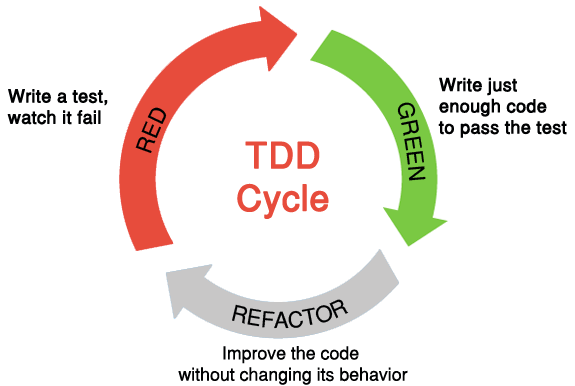 Write a test,
watch it fail
RED
TDD
Cycle
GREEN
Write just
enough code
to pass the test
REFACTOR
Improve the code
without changing its behavior